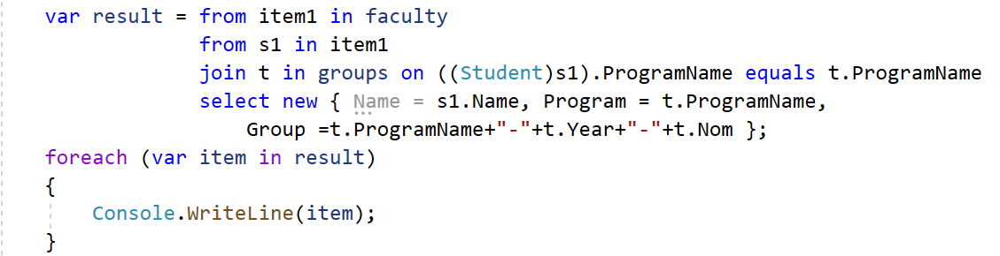 var result = from item1 in faculty
from s1 in item1
join t in groups on ((Student)s1).ProgramName equals t.ProgramName
select new { Name = s1.Name, Program = t.ProgramName,
Group =t.ProgramName+"-"+t.Year+"-"+t.Nom };
foreach (var item in result)
{
Console.WriteLine(item);
}